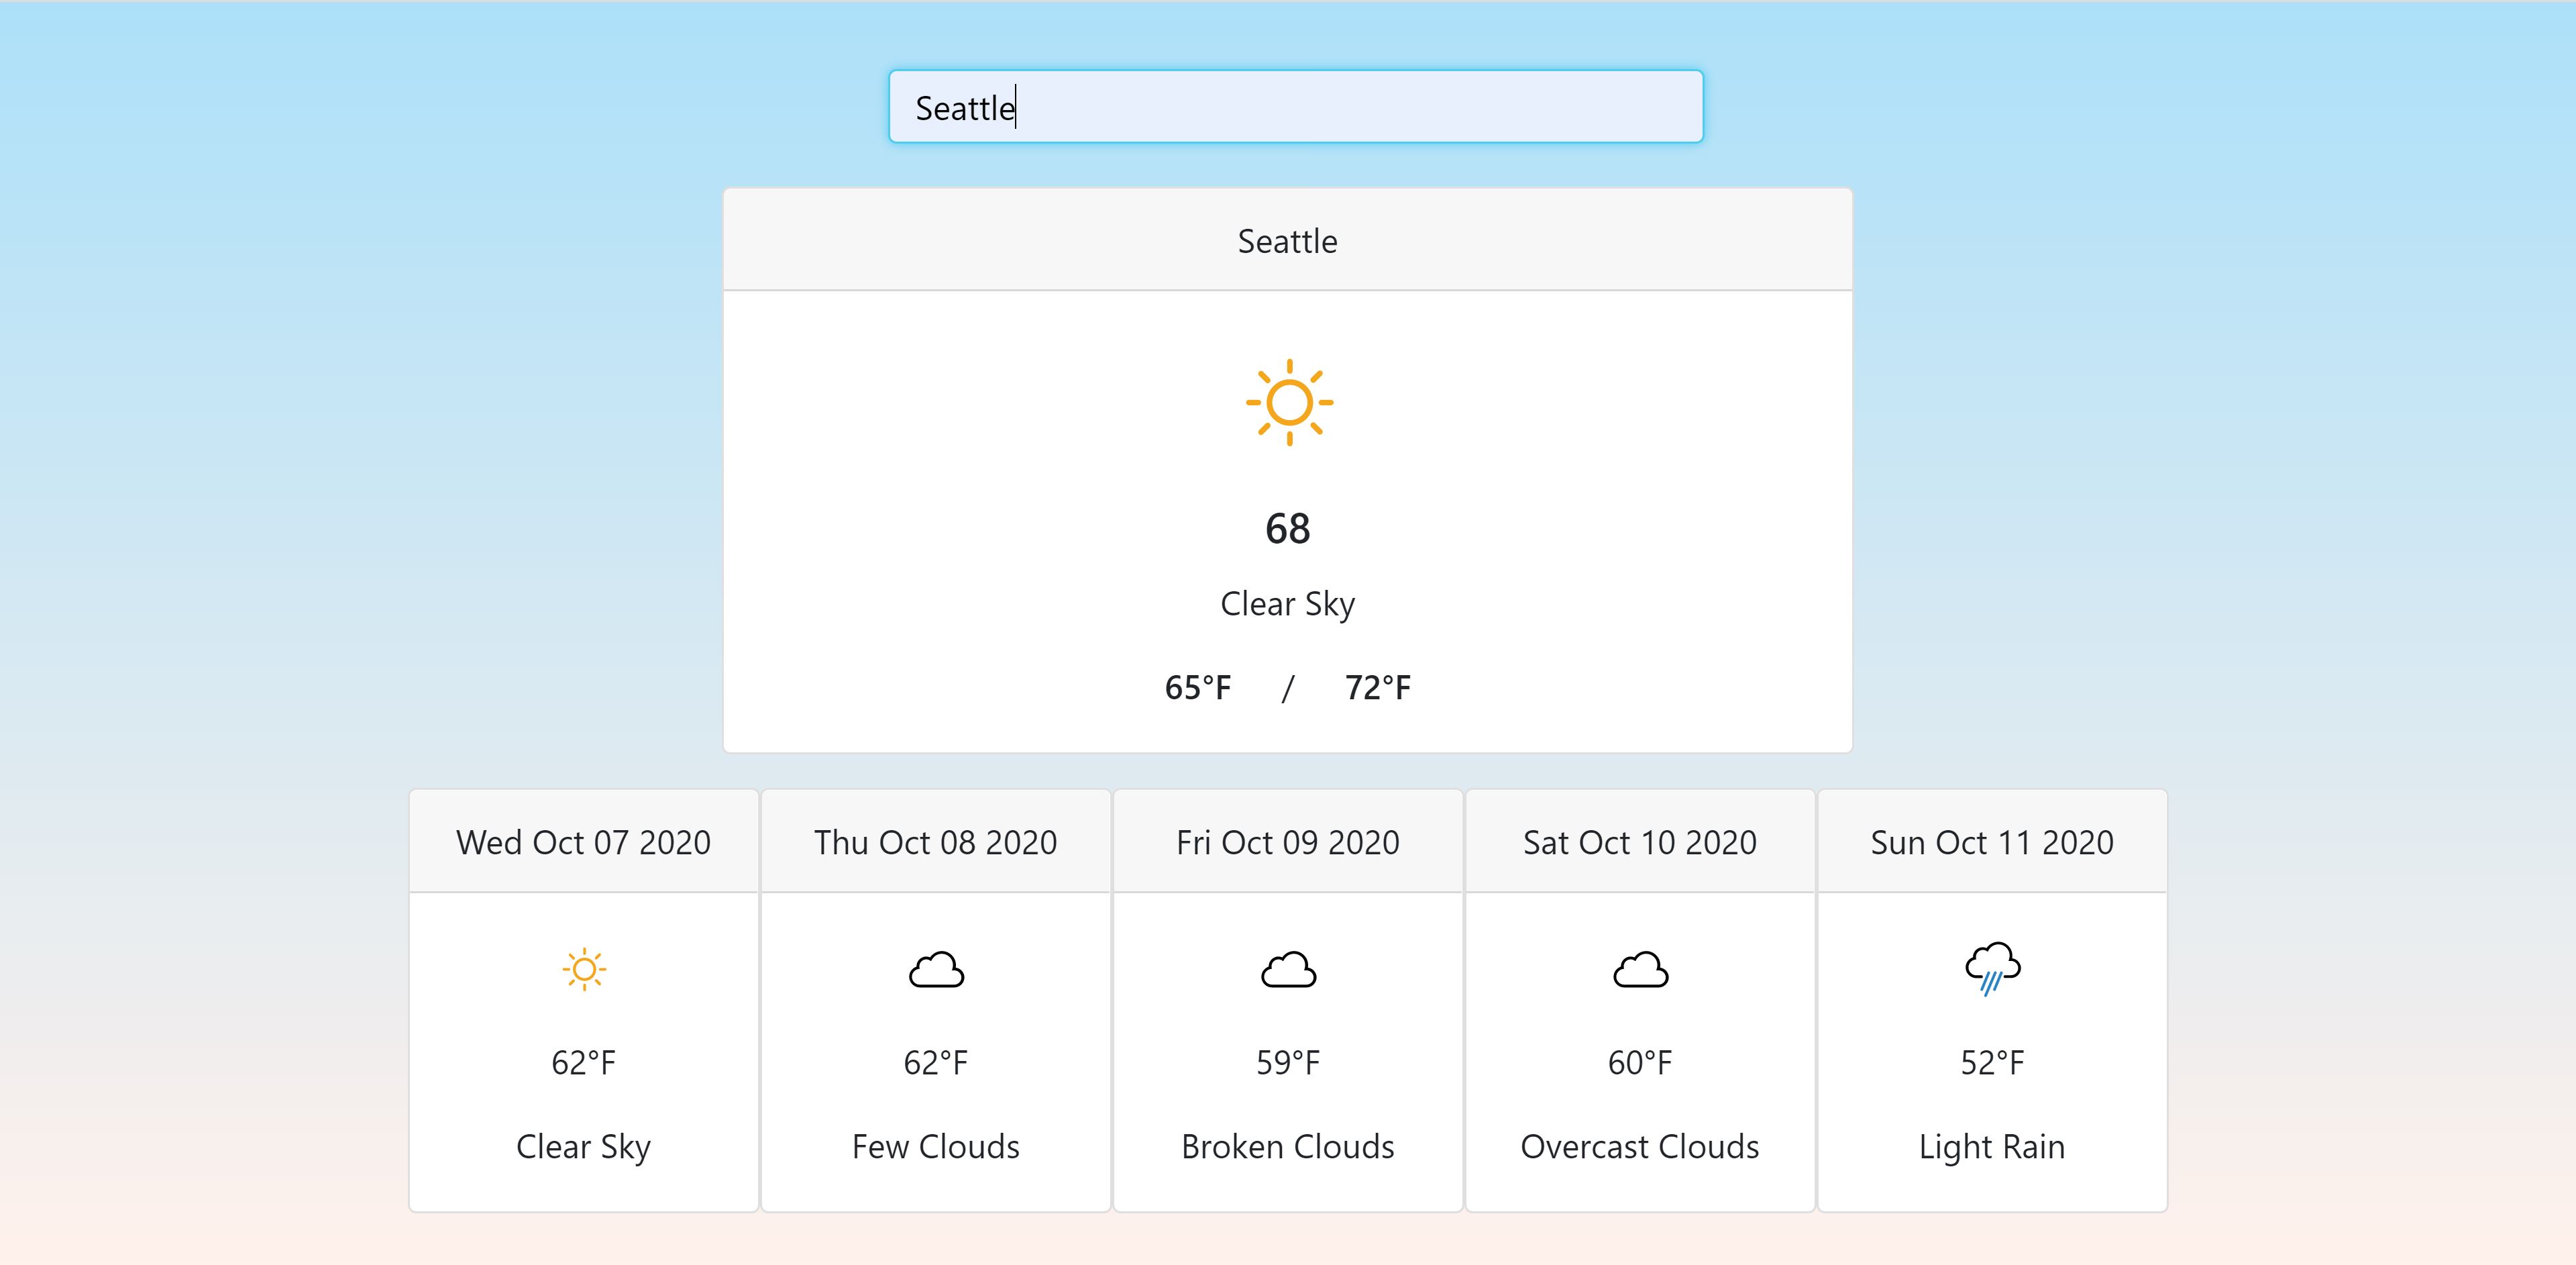 Seattle
Seattle
68
Clear Sky
65°F / 72°F
Wed Oct 07 2020
62°F
Clear Sky
Thu Oct 08 2020
62°F
Few Clouds
Fri Oct 09 2020
59°F
Broken Clouds
Sat Oct 10 2020
60°F
Overcast Clouds
Sun Oct 11 2020
52°F
Light Rain